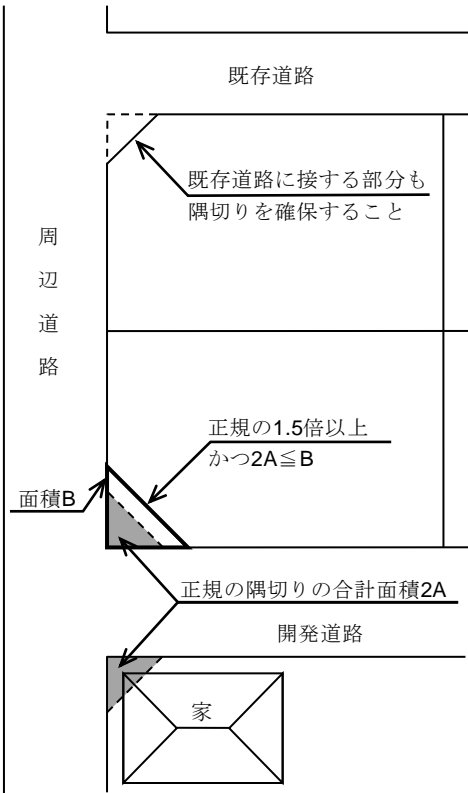 既存道路
既存道路に接する部分も
隅切りを確保すること
周辺道路
正規の1.5倍以上
かつ2A≦B
面積B
正規の隅切りの合計面積2A
開発道路
家